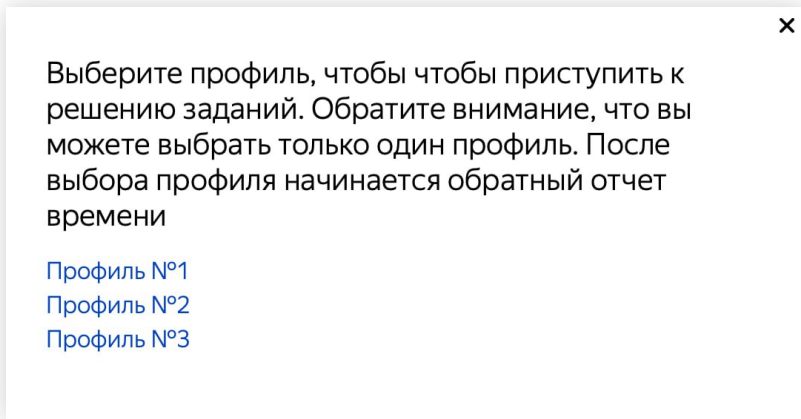 Выберите профиль, чтобы чтобы приступить к
решению заданий. Обратите внимание, что вы
можете выбрать только один профиль. После
выбора профиля начинается обратный отчет
времени
Профиль №1
Профиль №2
Профиль №3